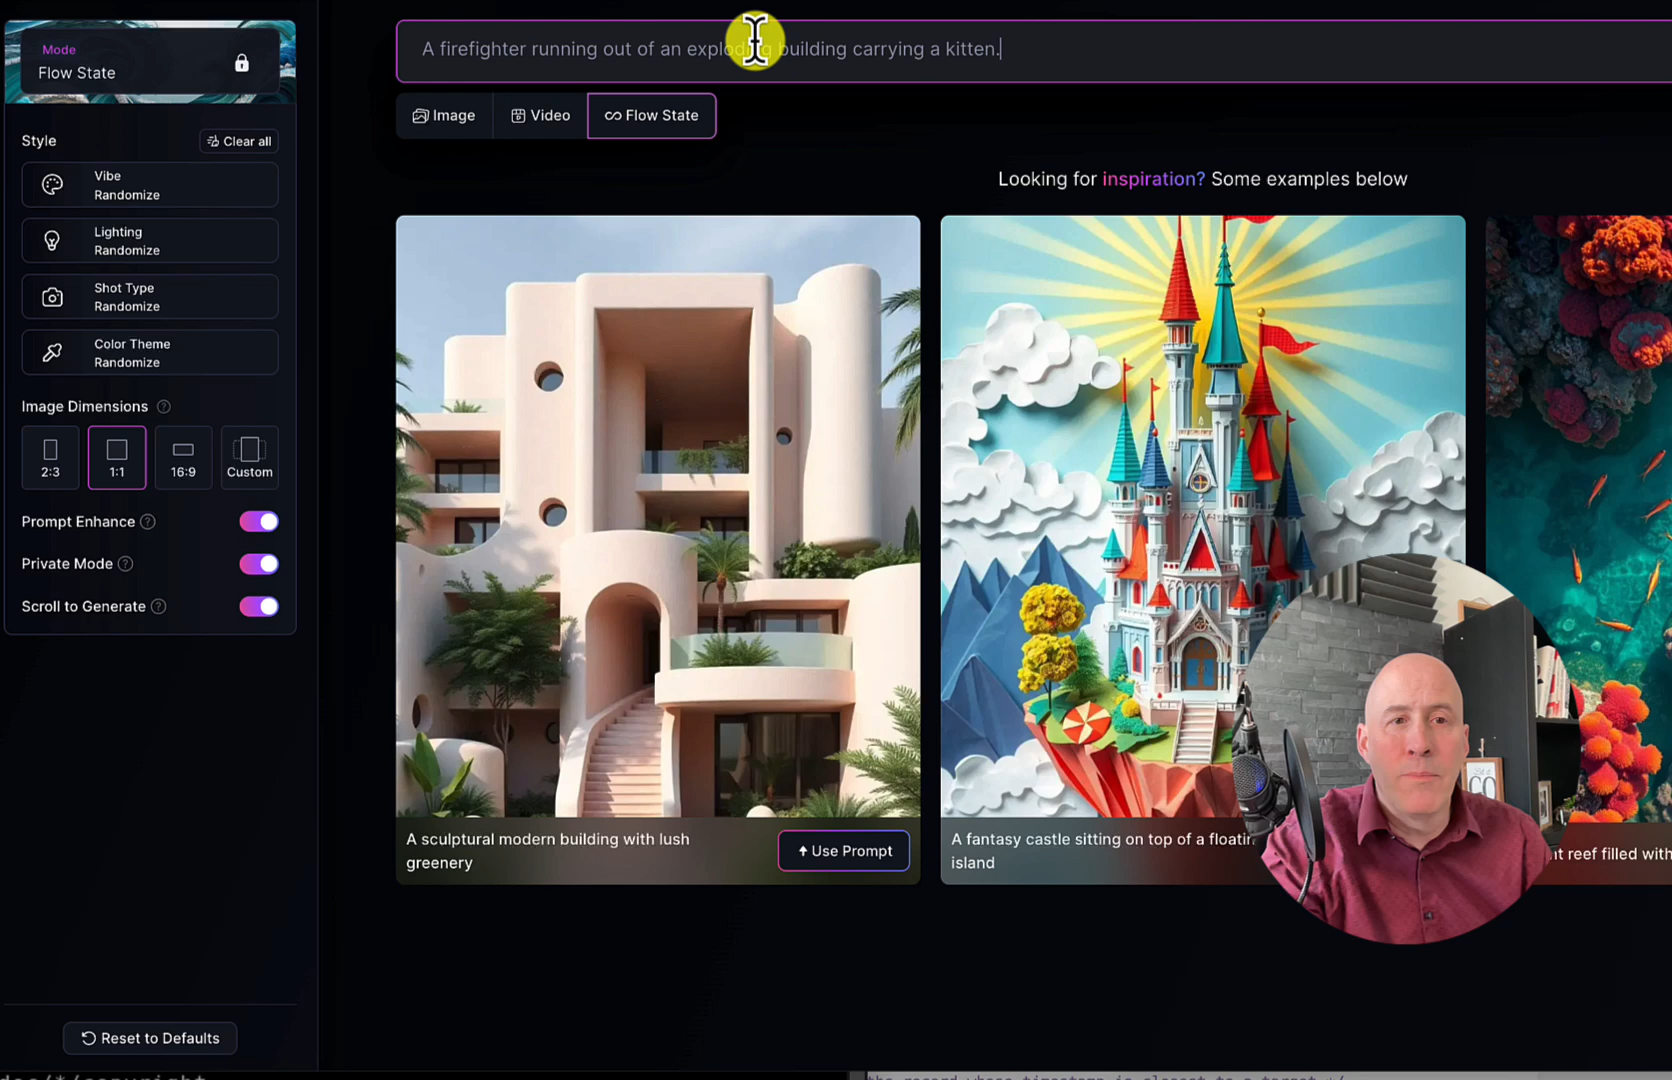 Mode
Flow State
Style
Clear all
Vibe
Randomize
Lighting
Randomize
Shot Type
Randomize
Color Theme
Randomize
Image Dimensions
2:3
1:1
16:9
Custom
Prompt Enhance
Private Mode
Scroll to Generate
Reset to Defaults
A firefighter running out of an exploding building carrying a kitten.
Image
Video
Flow State
Looking for inspiration? Some examples below
A sculptural modern building with lush
greenery
Use Prompt
A fantasy castle sitting on top of a floatin
island
nt reef filled with